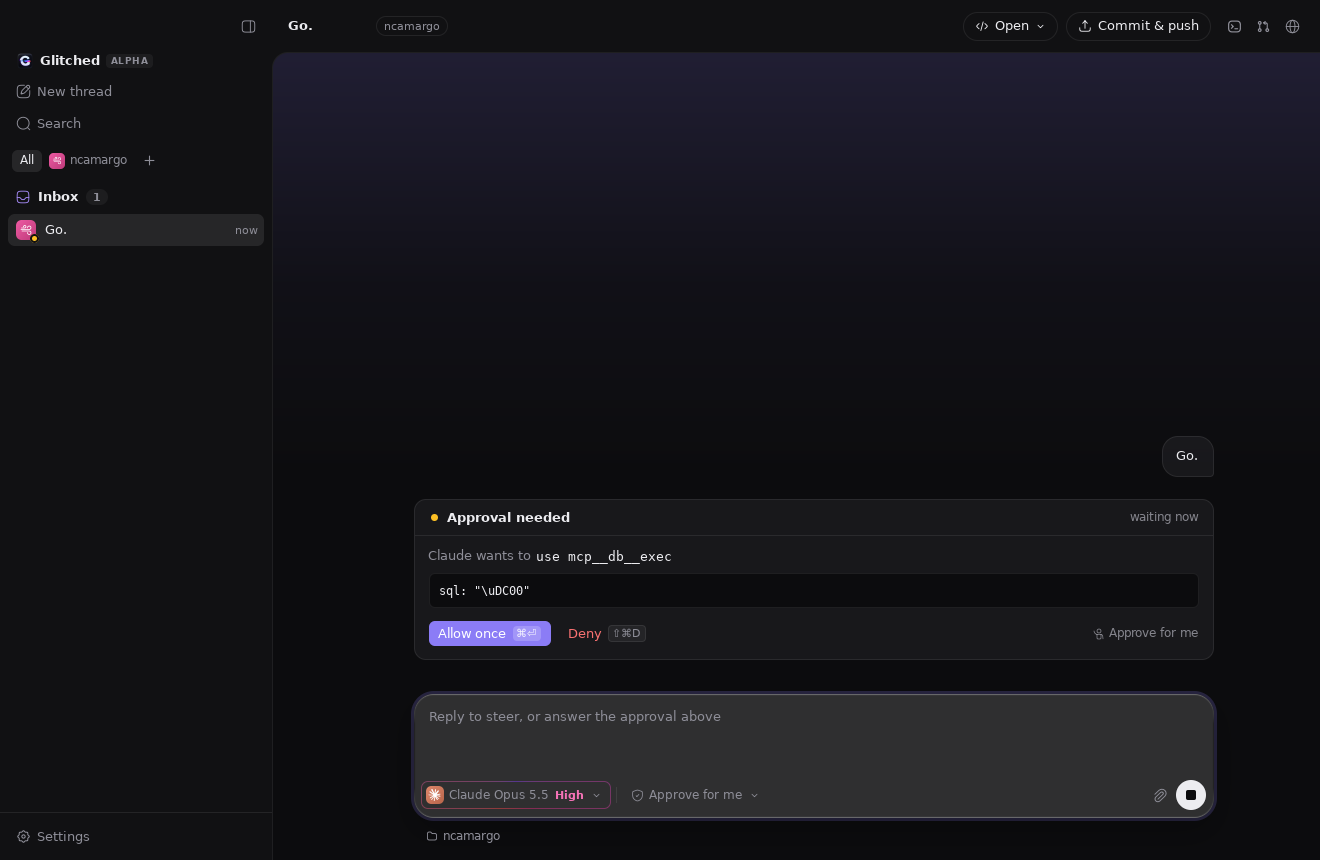 Go.
ncamargo
Open
Commit & push
Glitched ALPHA
New thread
Search
All
ncamargo
Inbox 1
Go. now
Go.
Approval needed
waiting now
Claude wants to use mcp__db__exec
sql: "\uDC00"
Allow once ⌘⏎
Deny ⇧⌘D
Approve for me
Reply to steer, or answer the approval above
Claude Opus 5.5 High
Approve for me
ncamargo
Settings